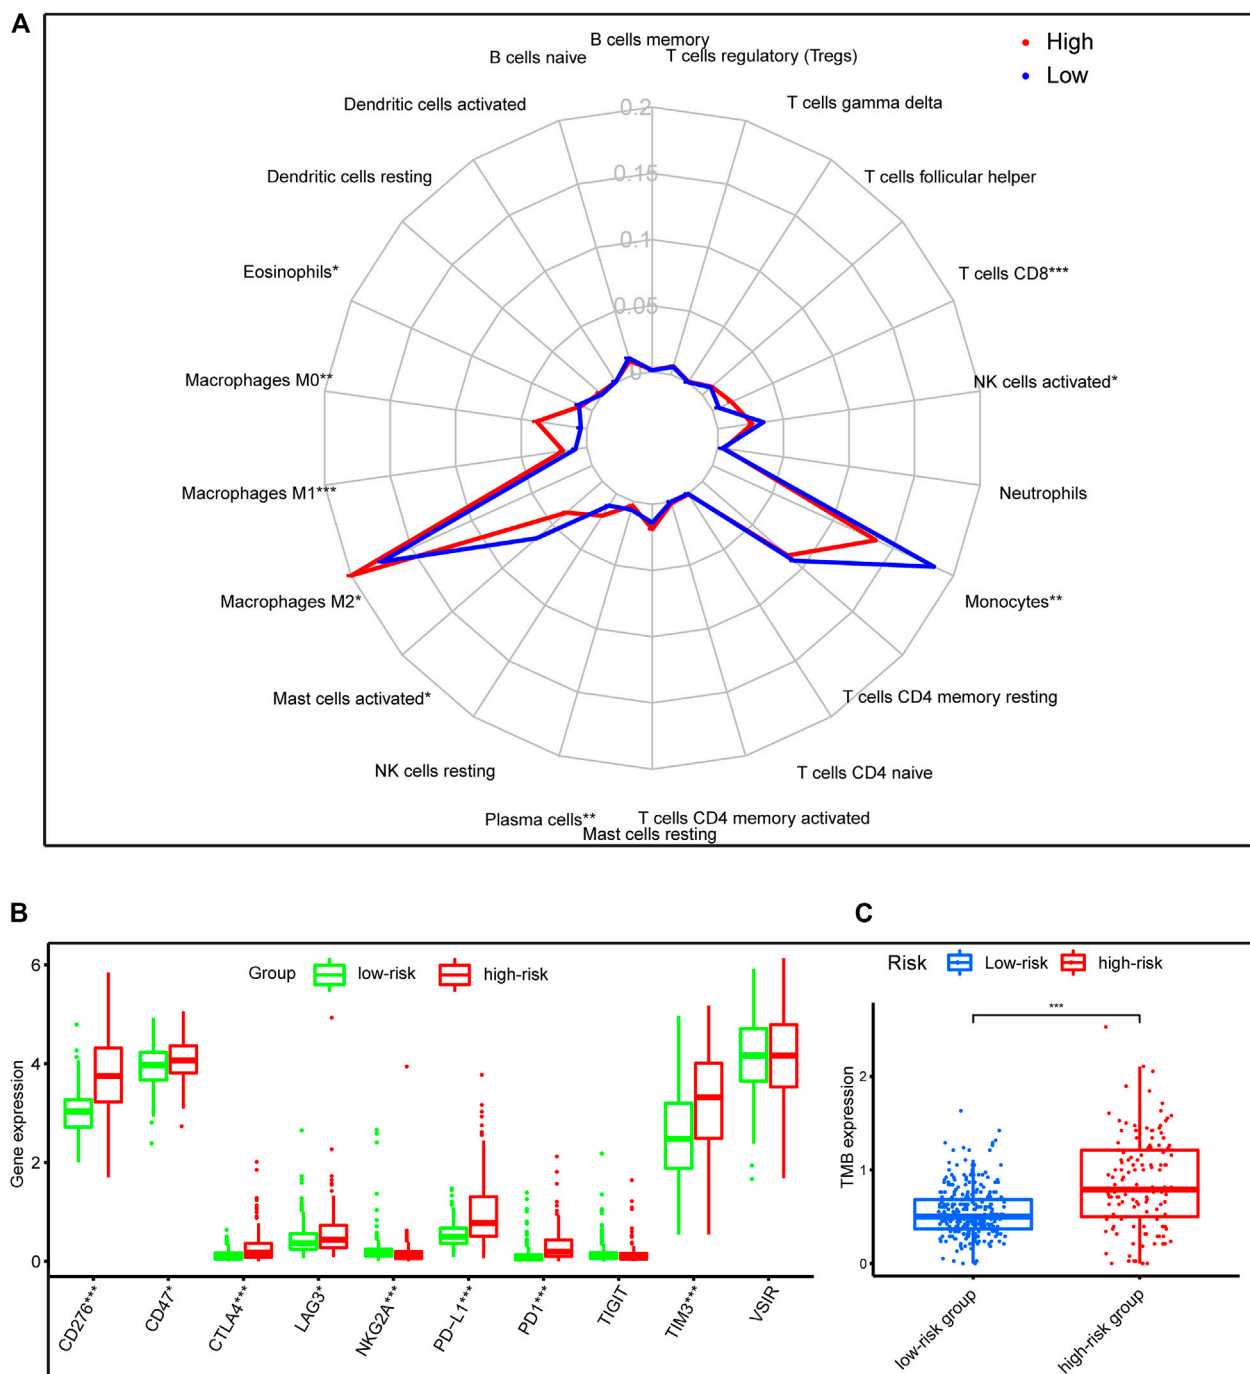 A
B cells memory
B cells naive
T cells regulatory (Tregs)
High
Low
Dendritic cells activated
T cells gamma delta
0.2
0.15
0.1
0.05
0
Dendritic cells resting
T cells follicular helper
Eosinophils*
T cells CD8***
Macrophages M0**
NK cells activated*
Macrophages M1***
Neutrophils
Macrophages M2*
Monocytes**
Mast cells activated*
T cells CD4 memory resting
NK cells resting
T cells CD4 naive
Plasma cells**
T cells CD4 memory activated
Mast cells resting
B
Group
low-risk
high-risk
Gene expression
6
4
2
0
CD276***
CD47*
CTLA4***
LAG3*
NKG2A***
PD-L1***
PD1***
TIGIT
TIM3***
VSIR
C
Risk
Low-risk
high-risk
***
TMB expression
2
1
0
low-risk group
high-risk group